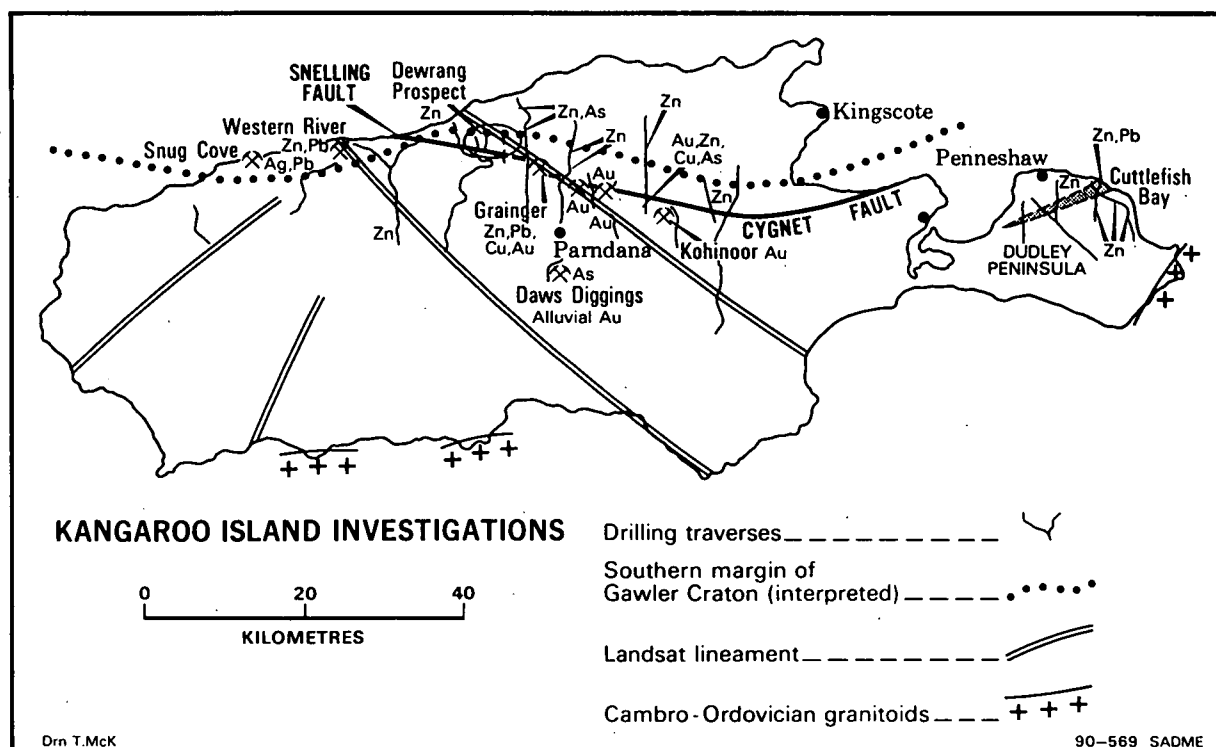 SNELLING
FAULT
Dewrang
Prospect
Zn
Zn,As
Zn
Zn
Kingscote
Western River
Zn,Pb
Snug Cove
Ag,Pb
Au,Zn,
Cu,As
Penneshaw
Zn,Pb
Cuttlefish
Bay
Zn
Zn
Au
Au
Au
Zn
Grainger
Zn,Pb,
Cu,Au
Parndana
CYGNET FAULT
Kohinoor Au
Zn
As
Daws Diggings
Alluvial Au
DUDLEY
PENINSULA
KANGAROO ISLAND INVESTIGATIONS
0 20 40
KILOMETRES
Drilling traverses
Southern margin of
Gawler Craton (interpreted)
Landsat lineament
Cambro-Ordovician granitoids
Drn T.McK
90-569 SADME